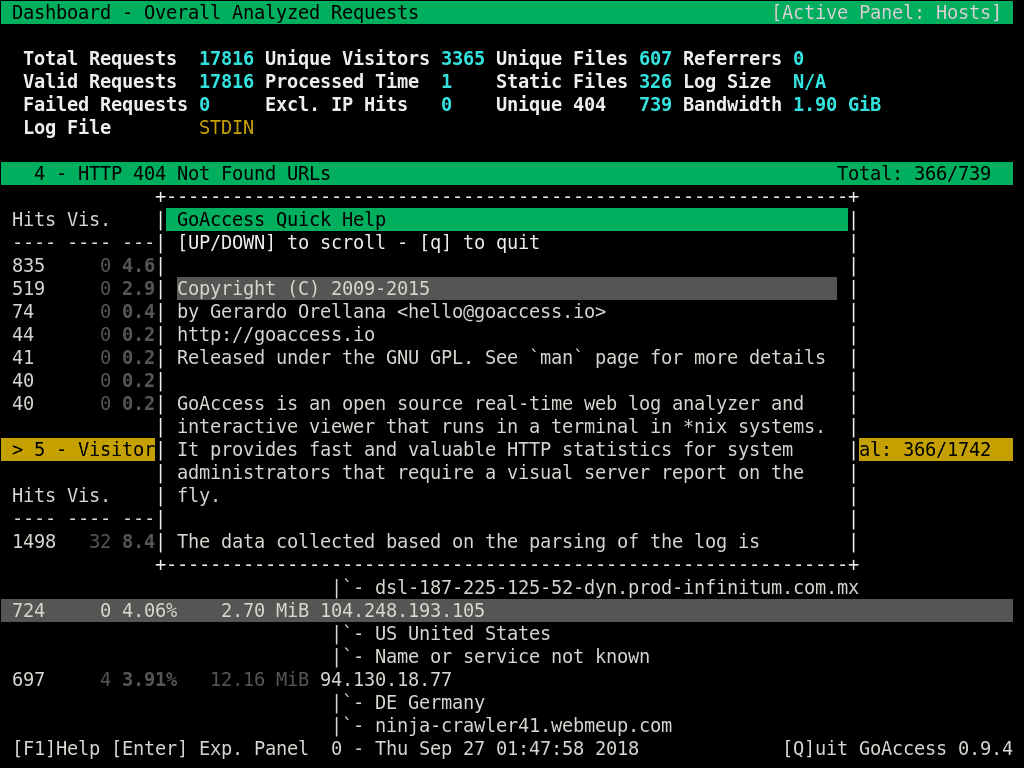 Dashboard - Overall Analyzed Requests [Active Panel: Hosts]
Total Requests 17816 Unique Visitors 3365 Unique Files 607 Referrers 0
Valid Requests 17816 Processed Time 1 Static Files 326 Log Size N/A
Failed Requests 0 Excl. IP Hits 0 Unique 404 739 Bandwidth 1.90 GiB
Log File STDIN
4 - HTTP 404 Not Found URLs Total: 366/739
+--------------------------------------------------------------+
Hits Vis. | GoAccess Quick Help |
---- ---- ---| [UP/DOWN] to scroll - [q] to quit |
835 0 4.6| |
519 0 2.9| Copyright (C) 2009-2015 |
74 0 0.4| by Gerardo Orellana <hello@goaccess.io> |
44 0 0.2| http://goaccess.io |
41 0 0.2| Released under the GNU GPL. See `man` page for more details |
40 0 0.2| |
40 0 0.2| GoAccess is an open source real-time web log analyzer and |
| interactive viewer that runs in a terminal in *nix systems. |
> 5 - Visitor| It provides fast and valuable HTTP statistics for system |al: 366/1742
| administrators that require a visual server report on the |
Hits Vis. | fly. |
---- ---- ---| |
1498 32 8.4| The data collected based on the parsing of the log is |
+--------------------------------------------------------------+
|`- dsl-187-225-125-52-dyn.prod-infinitum.com.mx
724 0 4.06% 2.70 MiB 104.248.193.105
|`- US United States
|`- Name or service not known
697 4 3.91% 12.16 MiB 94.130.18.77
|`- DE Germany
|`- ninja-crawler41.webmeup.com
[F1]Help [Enter] Exp. Panel 0 - Thu Sep 27 01:47:58 2018 [Q]uit GoAccess 0.9.4